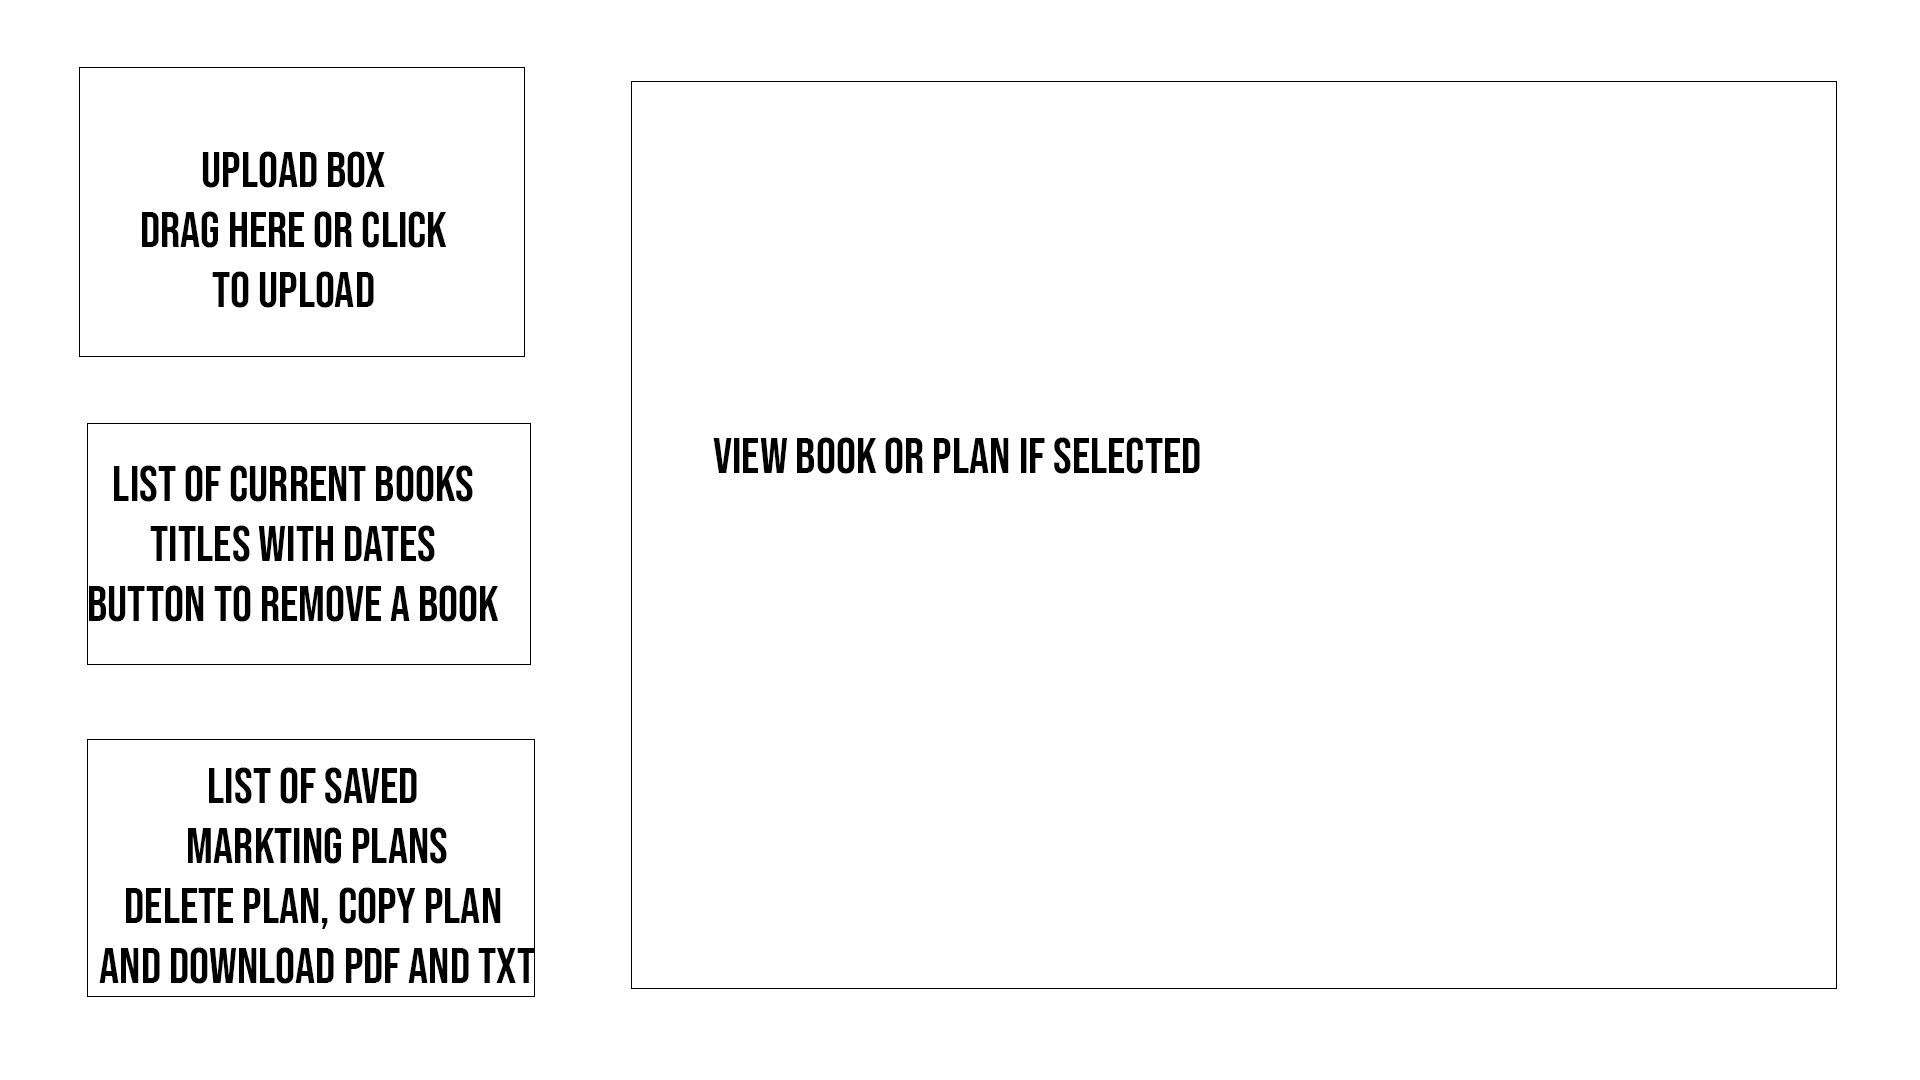 UPLOAD BOX
DRAG HERE OR CLICK
TO UPLOAD
LIST OF CURRENT BOOKS
TITLES WITH DATES
BUTTON TO REMOVE A BOOK
LIST OF SAVED
MARKTING PLANS
DELETE PLAN, COPY PLAN
AND DOWNLOAD PDF AND TXT
VIEW BOOK OR PLAN IF SELECTED